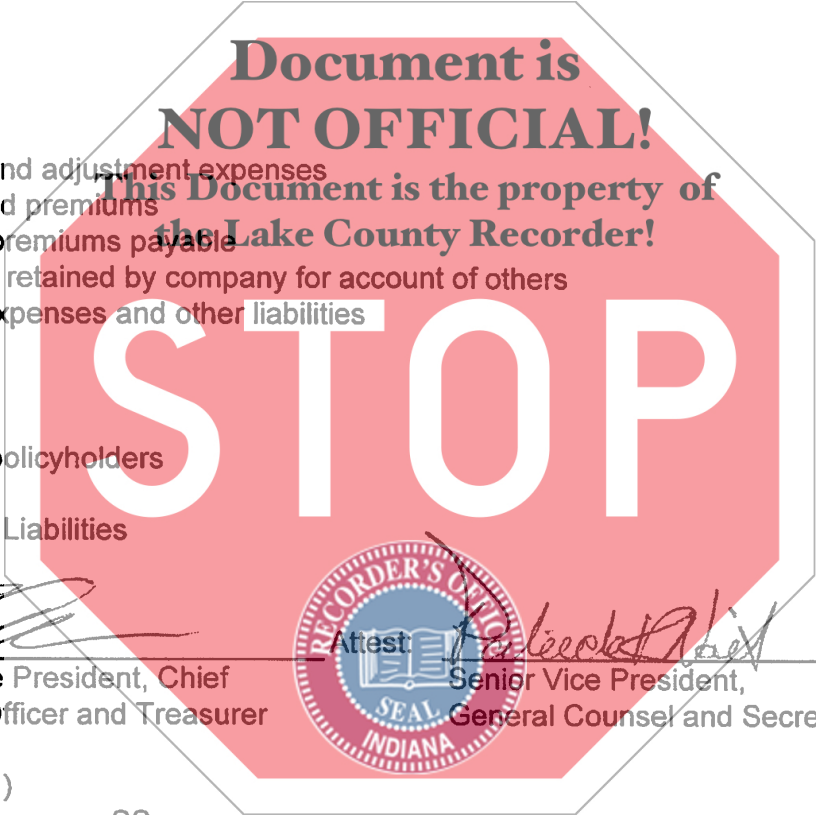 Document is
NOT OFFICIAL!
nd adjustment expenses
This Document is the property of
d premiums
the Lake County Recorder!
remiums payable
retained by company for account of others
xpenses and other liabilities
STOP
olicyholders
Liabilities
RECORDER'S OFFICE
SEAL
INDIANA
Attest:
e President, Chief
Senior Vice President,
fficer and Treasurer
General Counsel and Secre
)